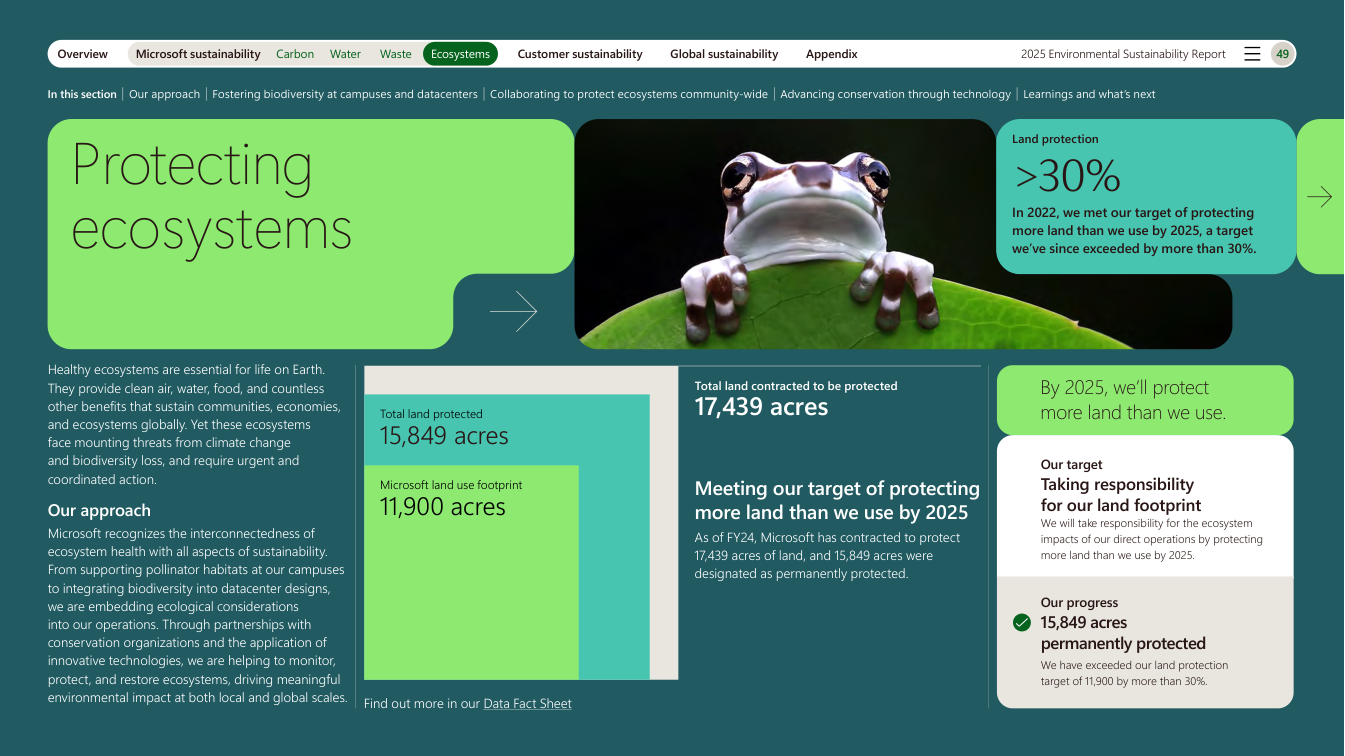 Overview
Microsoft sustainability
Carbon
Water
Waste
Ecosystems
Customer sustainability
Global sustainability
Appendix
2025 Environmental Sustainability Report
49
In this section | Our approach | Fostering biodiversity at campuses and datacenters | Collaborating to protect ecosystems community-wide | Advancing conservation through technology | Learnings and what’s next
Protecting
ecosystems
Land protection
>30%
In 2022, we met our target of protecting
more land than we use by 2025, a target
we’ve since exceeded by more than 30%.
Healthy ecosystems are essential for life on Earth.
They provide clean air, water, food, and countless
other benefits that sustain communities, economies,
and ecosystems globally. Yet these ecosystems
face mounting threats from climate change
and biodiversity loss, and require urgent and
coordinated action.
Our approach
Microsoft recognizes the interconnectedness of
ecosystem health with all aspects of sustainability.
From supporting pollinator habitats at our campuses
to integrating biodiversity into datacenter designs,
we are embedding ecological considerations
into our operations. Through partnerships with
conservation organizations and the application of
innovative technologies, we are helping to monitor,
protect, and restore ecosystems, driving meaningful
environmental impact at both local and global scales.
Total land protected
15,849 acres
Microsoft land use footprint
11,900 acres
Find out more in our Data Fact Sheet
Total land contracted to be protected
17,439 acres
Meeting our target of protecting
more land than we use by 2025
As of FY24, Microsoft has contracted to protect
17,439 acres of land, and 15,849 acres were
designated as permanently protected.
By 2025, we’ll protect
more land than we use.
Our target
Taking responsibility
for our land footprint
We will take responsibility for the ecosystem
impacts of our direct operations by protecting
more land than we use by 2025.
Our progress
15,849 acres
permanently protected
We have exceeded our land protection
target of 11,900 by more than 30%.